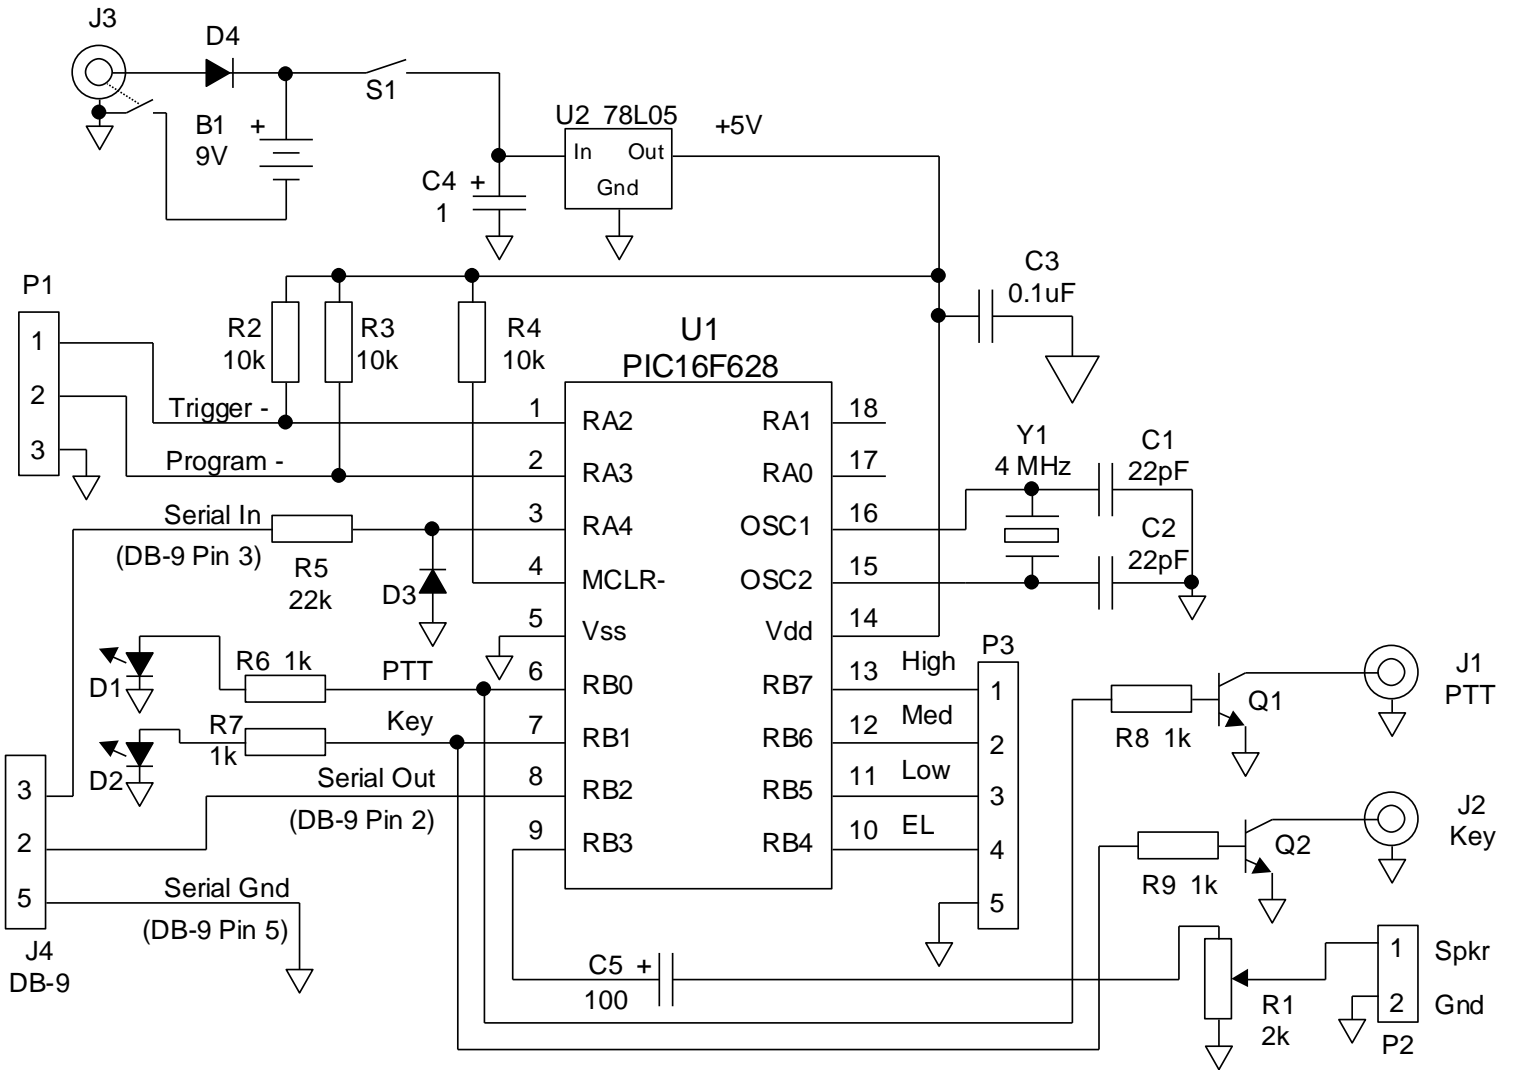 J3
D4
S1
B1
9V
+
U2 78L05
+5V
In
Out
Gnd
C4 +
1
C3
0.1uF
P1
1
2
3
R2
10k
R3
10k
R4
10k
U1
PIC16F628
Trigger -
Program -
Serial In
(DB-9 Pin 3)
R5
22k
D3
1
RA2
2
RA3
3
RA4
4
MCLR-
5
Vss
6
RB0
7
RB1
8
RB2
9
RB3
RA1
18
RA0
17
OSC1
16
OSC2
15
Vdd
14
RB7
13
High
RB6
12
Med
RB5
11
Low
RB4
10
EL
Y1
4 MHz
C1
22pF
C2
22pF
P3
1
2
3
4
5
D1
R6 1k
PTT
D2
R7
1k
Key
Serial Out
(DB-9 Pin 2)
3
2
5
Serial Gnd
(DB-9 Pin 5)
J4
DB-9
R8 1k
Q1
J1
PTT
R9 1k
Q2
J2
Key
C5 +
100
R1
2k
1
2
Spkr
Gnd
P2